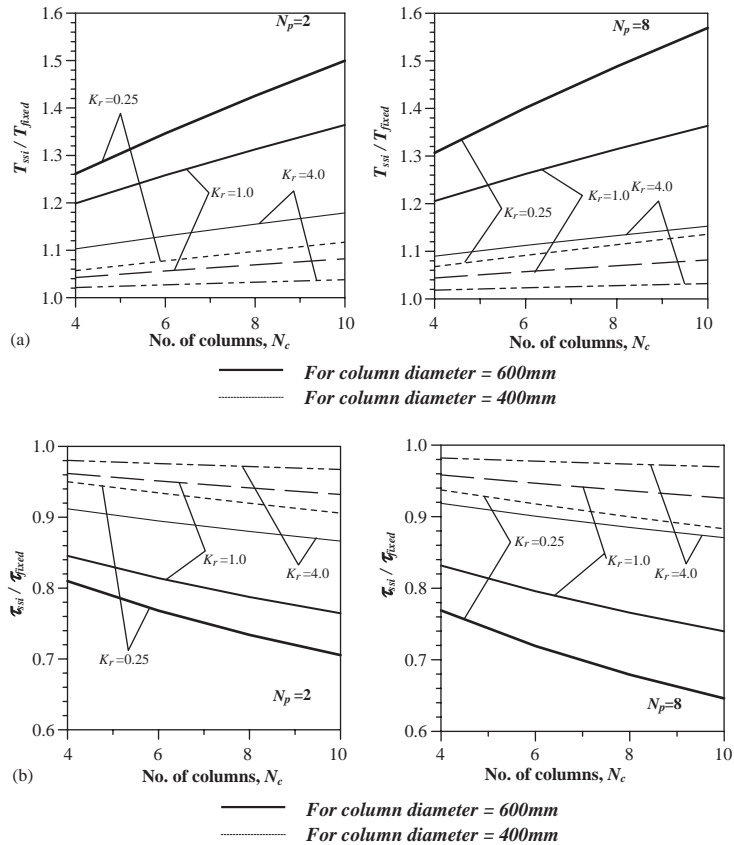 1.6
1.5
1.4
1.3
1.2
1.1
1.0
T_ssi / T_fixed
N_p=2
K_r=0.25
K_r=1.0
K_r=4.0
4 6 8 10
No. of columns, N_c
1.6
1.5
1.4
1.3
1.2
1.1
1.0
T_ssi / T_fixed
N_p=8
K_r=4.0
K_r=1.0
K_r=0.25
4 6 8 10
No. of columns, N_c
(a)
For column diameter = 600mm
For column diameter = 400mm
1.0
0.9
0.8
0.7
0.6
τ_ssi / τ_fixed
K_r=1.0
K_r=4.0
K_r=0.25
N_p=2
4 6 8 10
No. of columns, N_c
1.0
0.9
0.8
0.7
0.6
τ_ssi / τ_fixed
K_r=0.25
K_r=1.0
K_r=4.0
N_p=8
4 6 8 10
No. of columns, N_c
(b)
For column diameter = 600mm
For column diameter = 400mm